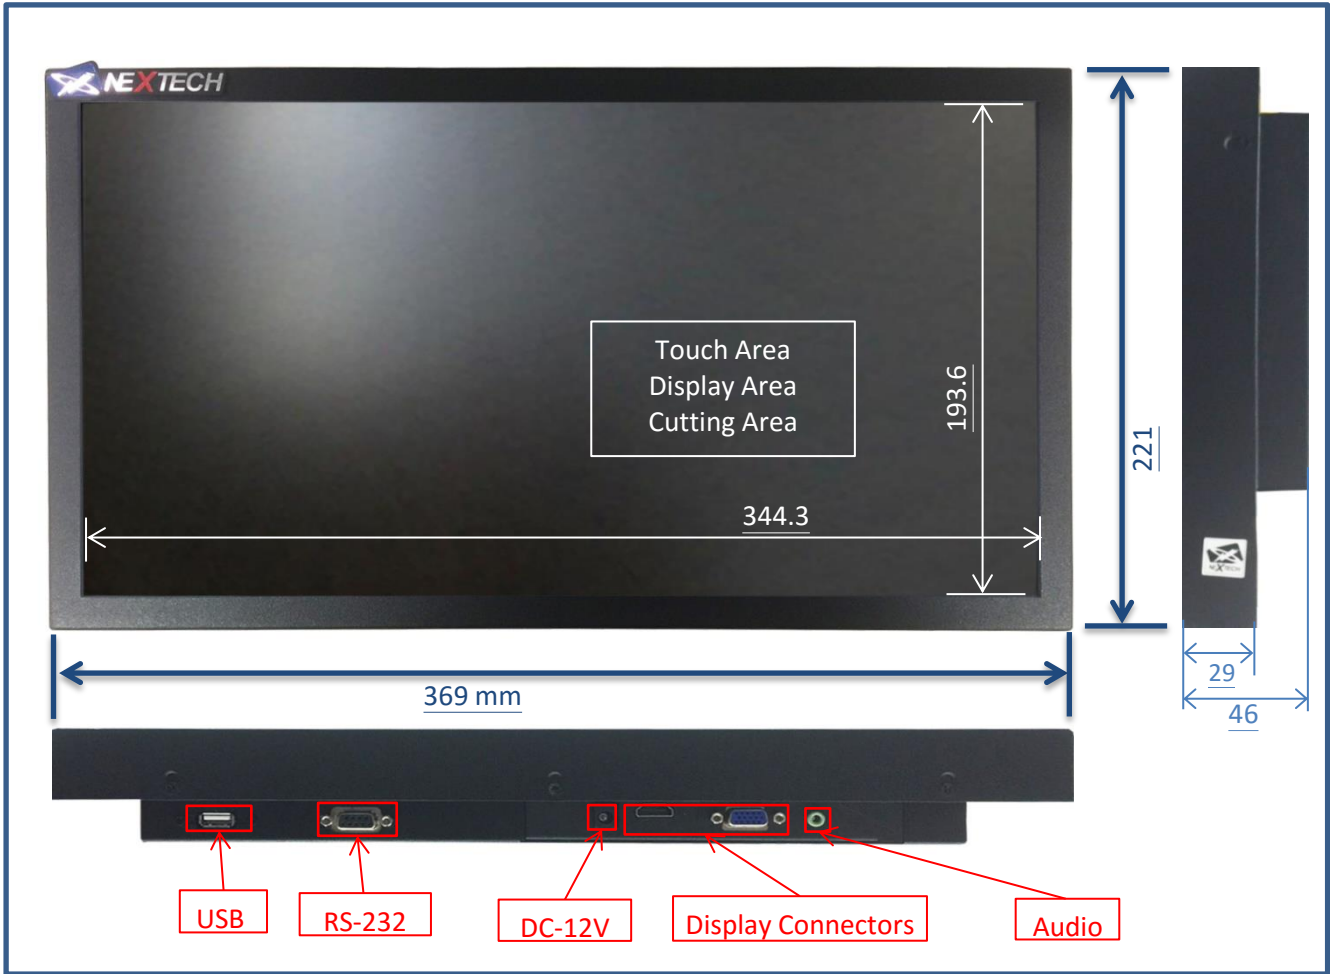 NEXTECH
Touch Area
Display Area
Cutting Area
193.6
344.3
221
369 mm
29
46
NEXTECH
USB
RS-232
DC-12V
Display Connectors
Audio